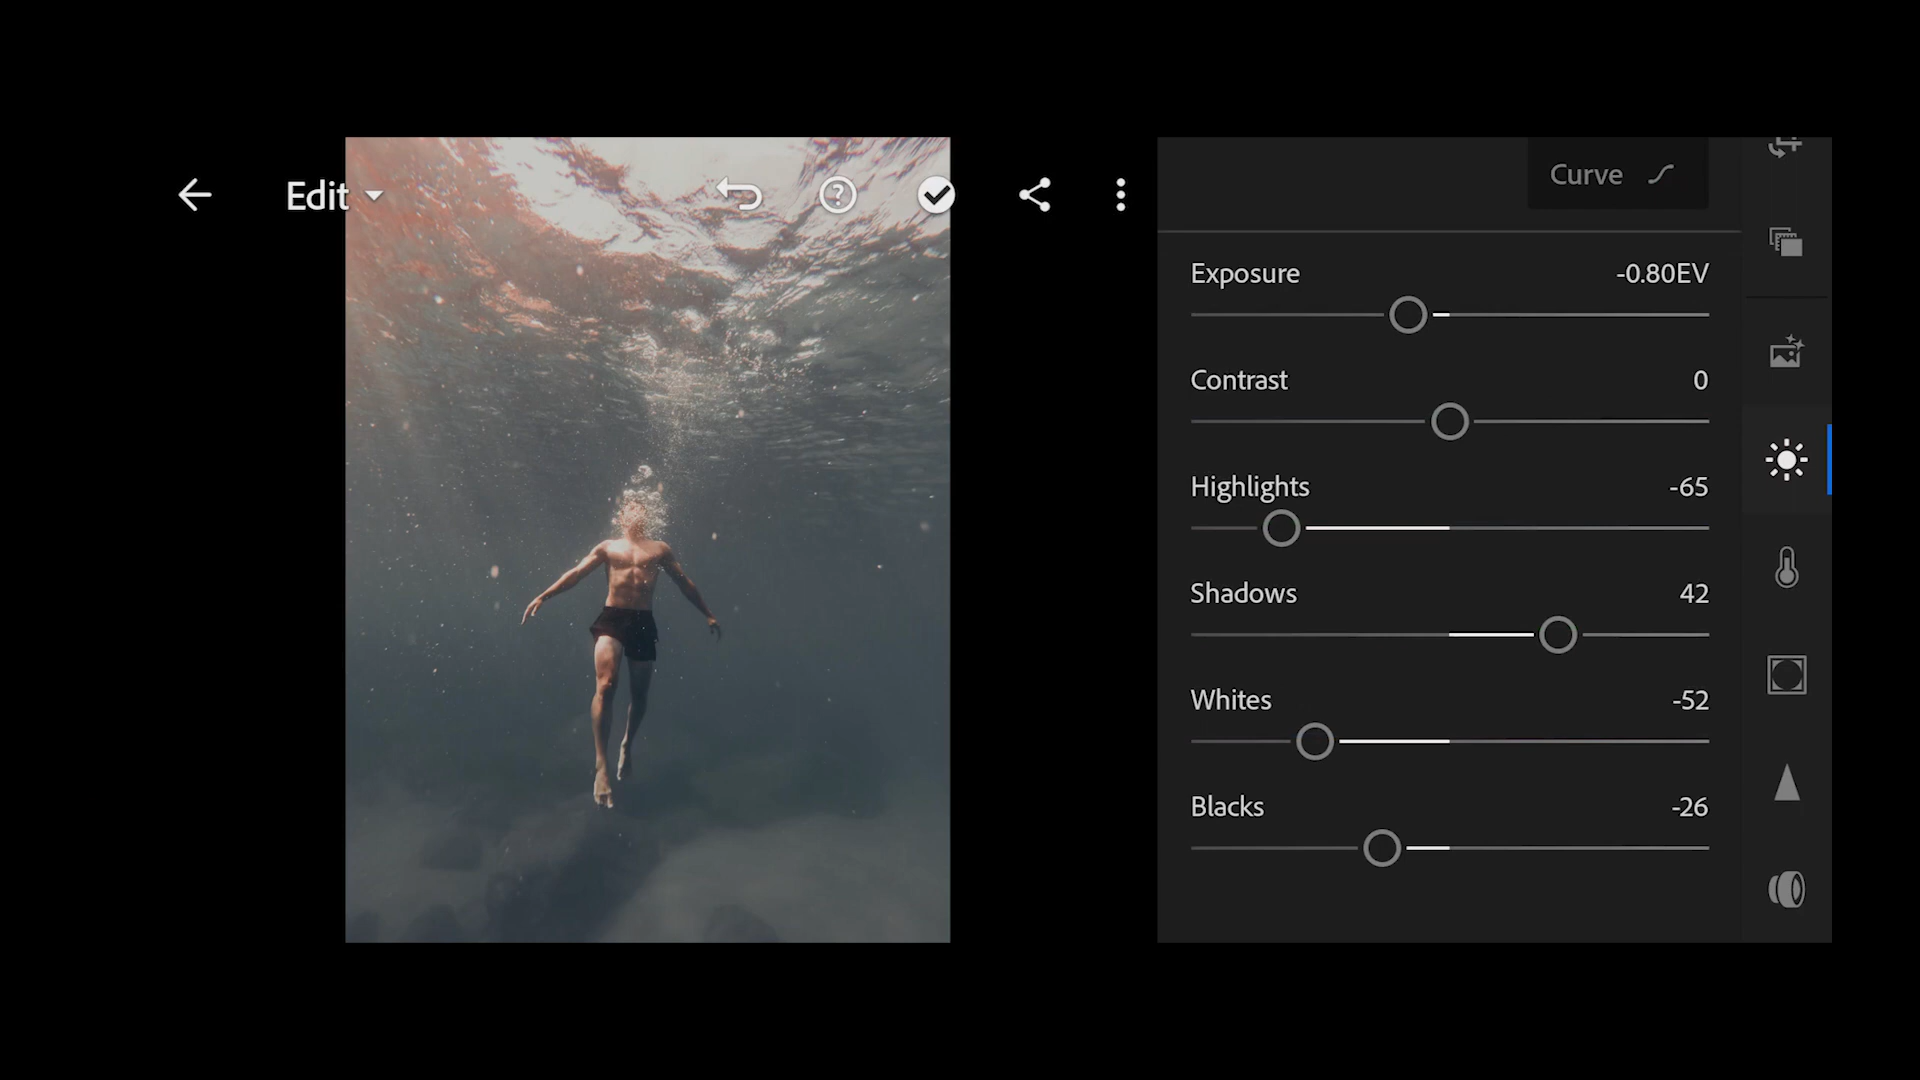 Edit
Curve
Exposure -0.80EV
Contrast 0
Highlights -65
Shadows 42
Whites -52
Blacks -26